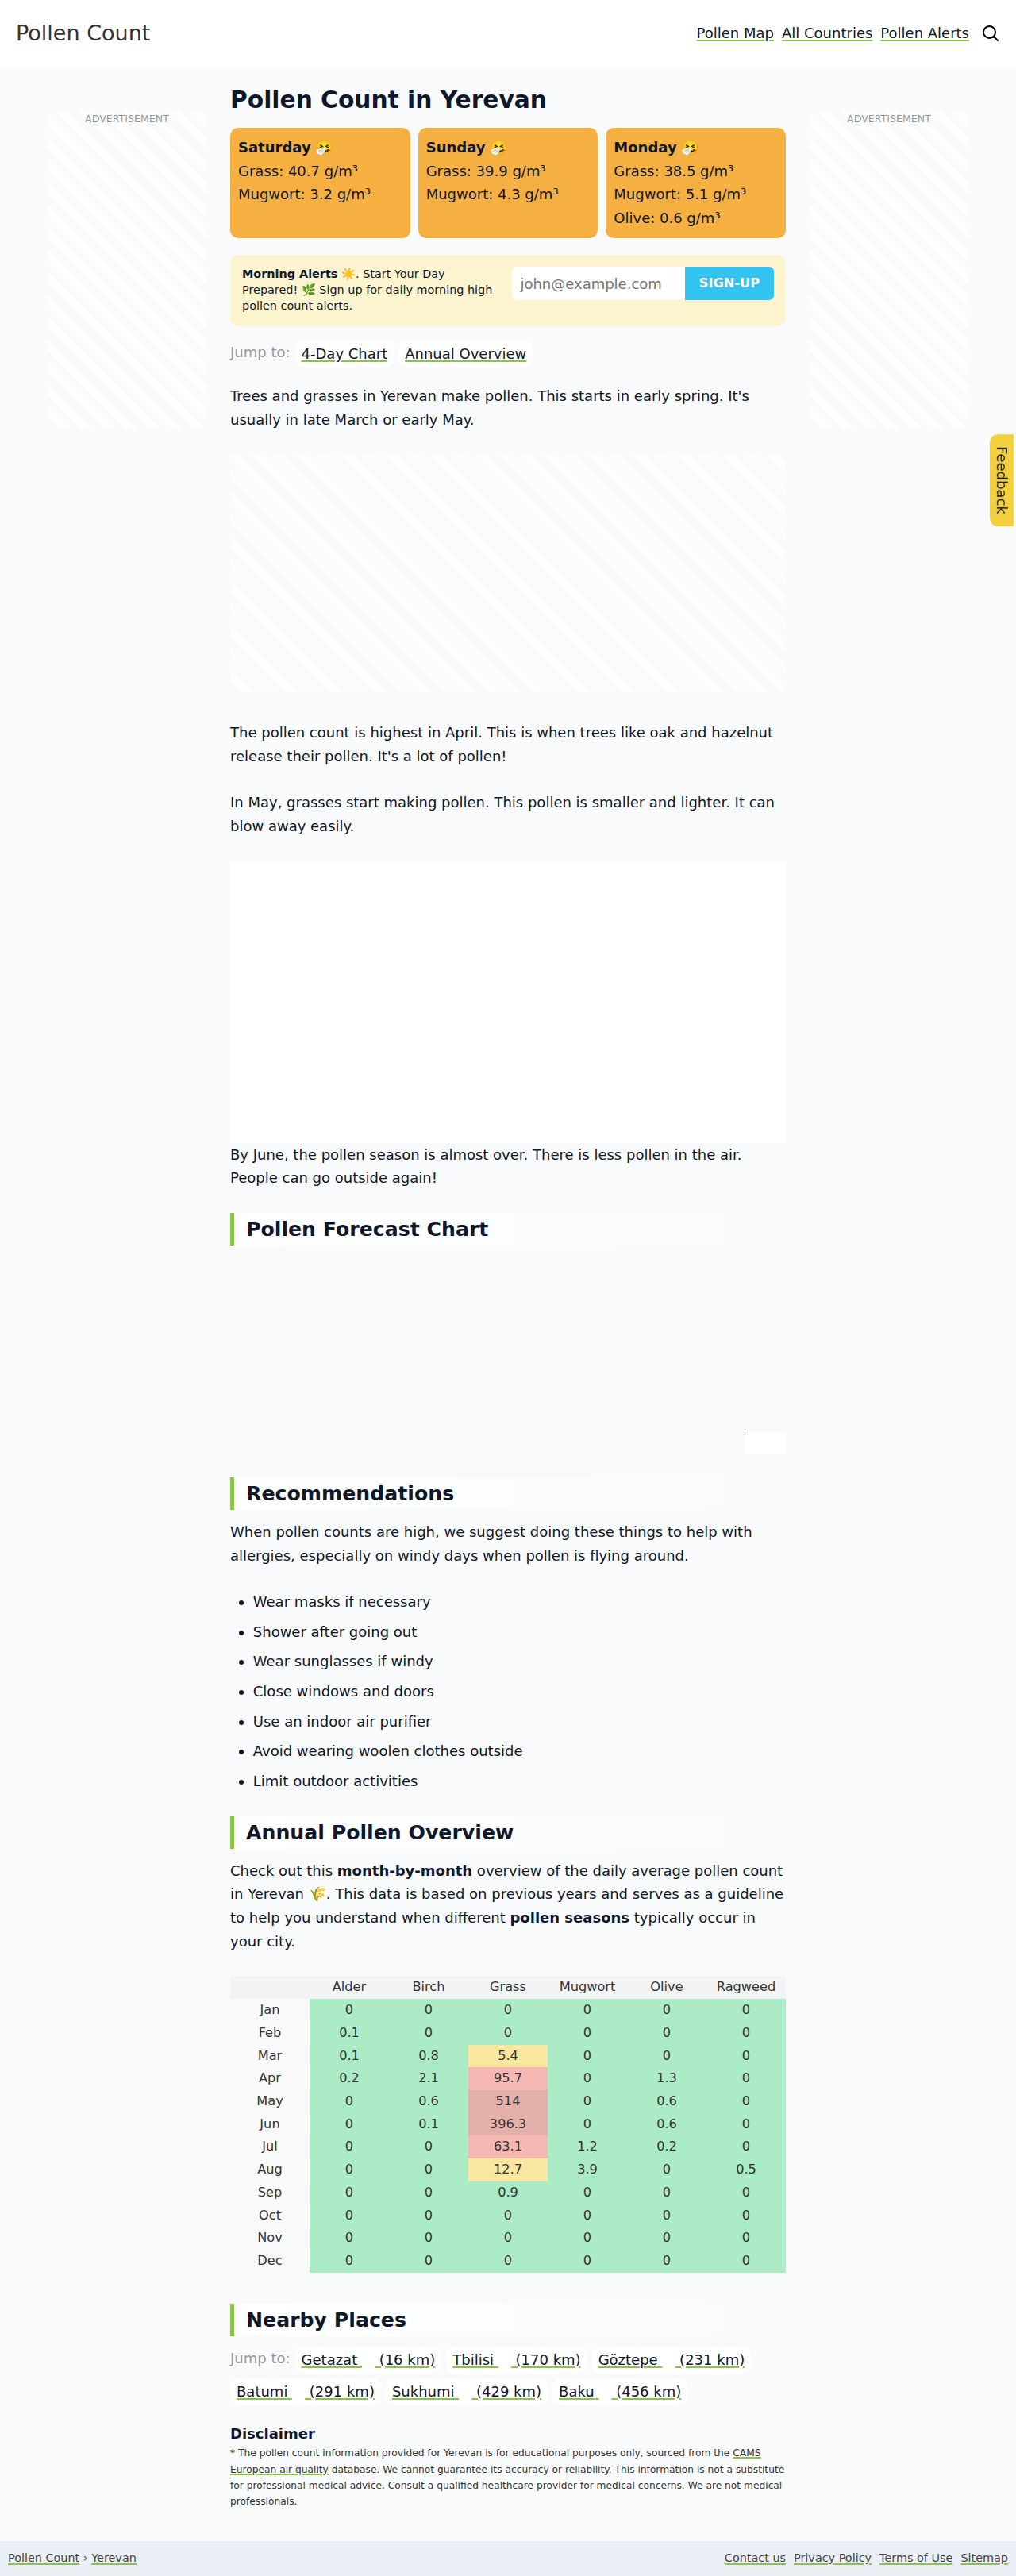 Pollen Count
Pollen Map All Countries Pollen Alerts
ADVERTISEMENT
ADVERTISEMENT
Pollen Count in Yerevan
Saturday 🤧
Grass: 40.7 g/m³
Mugwort: 3.2 g/m³
Sunday 🤧
Grass: 39.9 g/m³
Mugwort: 4.3 g/m³
Monday 🤧
Grass: 38.5 g/m³
Mugwort: 5.1 g/m³
Olive: 0.6 g/m³
Morning Alerts ☀️. Start Your Day
Prepared! 🌿 Sign up for daily morning high
pollen count alerts.
john@example.com SIGN-UP
Jump to: 4-Day Chart Annual Overview
Trees and grasses in Yerevan make pollen. This starts in early spring. It's
usually in late March or early May.
Feedback
The pollen count is highest in April. This is when trees like oak and hazelnut
release their pollen. It's a lot of pollen!
In May, grasses start making pollen. This pollen is smaller and lighter. It can
blow away easily.
By June, the pollen season is almost over. There is less pollen in the air.
People can go outside again!
Pollen Forecast Chart
Recommendations
When pollen counts are high, we suggest doing these things to help with
allergies, especially on windy days when pollen is flying around.
• Wear masks if necessary
• Shower after going out
• Wear sunglasses if windy
• Close windows and doors
• Use an indoor air purifier
• Avoid wearing woolen clothes outside
• Limit outdoor activities
Annual Pollen Overview
Check out this month-by-month overview of the daily average pollen count
in Yerevan 🌾. This data is based on previous years and serves as a guideline
to help you understand when different pollen seasons typically occur in
your city.
Alder Birch Grass Mugwort Olive Ragweed
Jan 0 0 0 0 0 0
Feb 0.1 0 0 0 0 0
Mar 0.1 0.8 5.4 0 0 0
Apr 0.2 2.1 95.7 0 1.3 0
May 0 0.6 514 0 0.6 0
Jun 0 0.1 396.3 0 0.6 0
Jul 0 0 63.1 1.2 0.2 0
Aug 0 0 12.7 3.9 0 0.5
Sep 0 0 0.9 0 0 0
Oct 0 0 0 0 0 0
Nov 0 0 0 0 0 0
Dec 0 0 0 0 0 0
Nearby Places
Jump to: Getazat (16 km) Tbilisi (170 km) Göztepe (231 km)
Batumi (291 km) Sukhumi (429 km) Baku (456 km)
Disclaimer
* The pollen count information provided for Yerevan is for educational purposes only, sourced from the CAMS
European air quality database. We cannot guarantee its accuracy or reliability. This information is not a substitute
for professional medical advice. Consult a qualified healthcare provider for medical concerns. We are not medical
professionals.
Pollen Count › Yerevan
Contact us Privacy Policy Terms of Use Sitemap